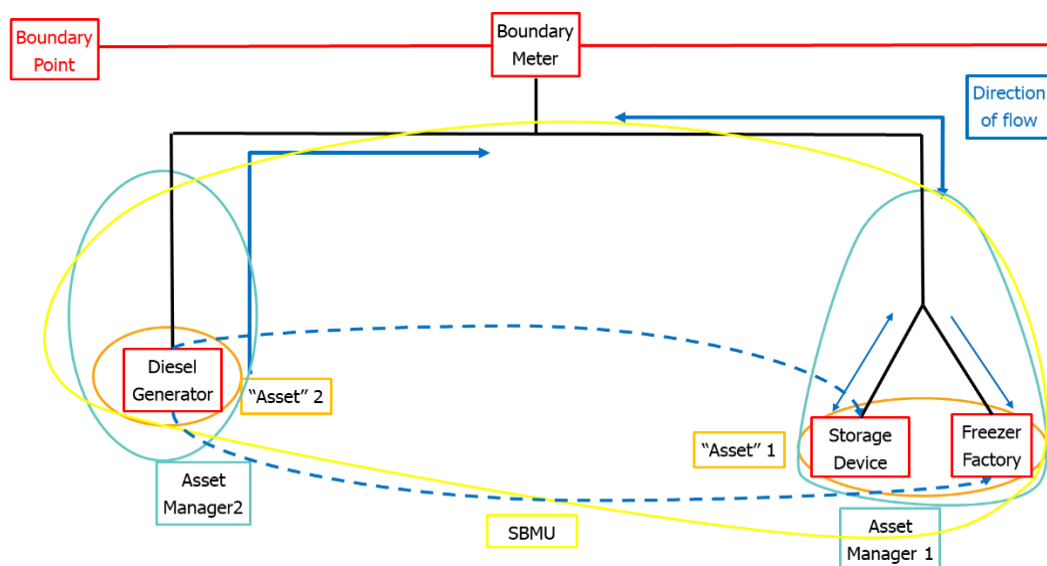 Boundary
Point
Boundary
Meter
Direction
of flow
Diesel
Generator
“Asset” 2
Asset
Manager2
SBMU
“Asset” 1
Storage
Device
Freezer
Factory
Asset
Manager 1